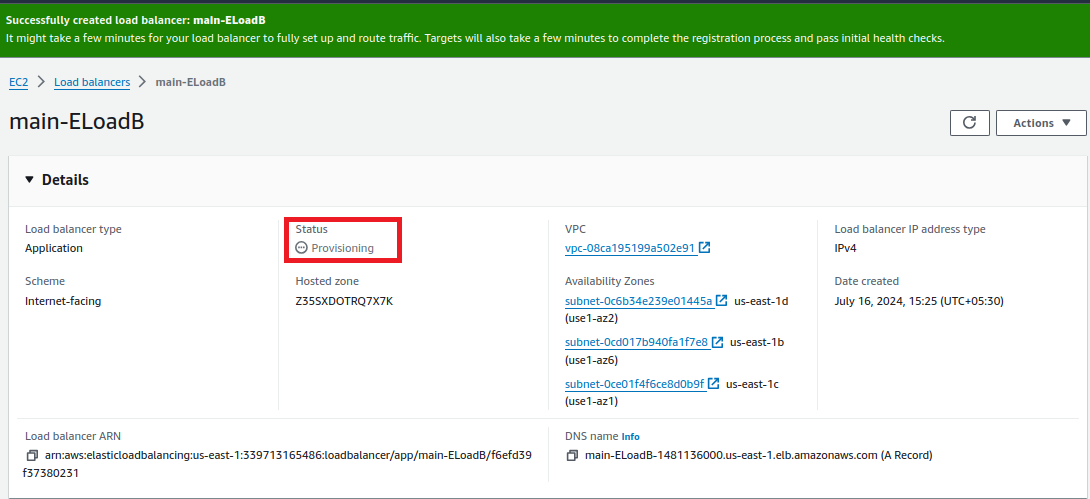 Successfully created load balancer: main-ELoadB
It might take a few minutes for your load balancer to fully set up and route traffic. Targets will also take a few minutes to complete the registration process and pass initial health checks.
EC2 > Load balancers > main-ELoadB
main-ELoadB
Actions
Details
Load balancer type
Application
Status
Provisioning
VPC
vpc-08ca195199a502e91
Load balancer IP address type
IPv4
Scheme
Internet-facing
Hosted zone
Z35SXDOTRQ7X7K
Availability Zones
subnet-0c6b34e239e01445a us-east-1d
(use1-az2)
subnet-0cd017b940fa1f7e8 us-east-1b
(use1-az6)
subnet-0ce01f4f6ce8d0b9f us-east-1c
(use1-az1)
Date created
July 16, 2024, 15:25 (UTC+05:30)
Load balancer ARN
arn:aws:elasticloadbalancing:us-east-1:339713165486:loadbalancer/app/main-ELoadB/f6efd39
f37380231
DNS name Info
main-ELoadB-1481136000.us-east-1.elb.amazonaws.com (A Record)